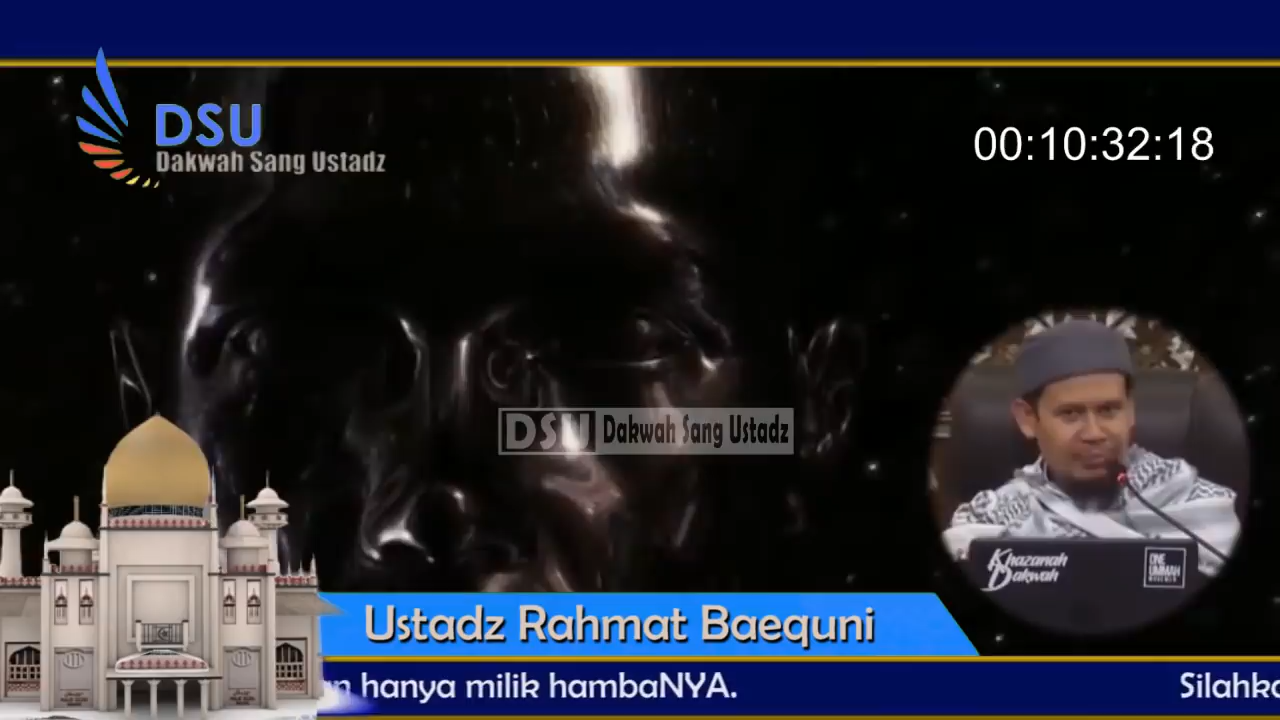 DSU
Dakwah Sang Ustadz
00:10:32:18
DSU Dakwah Sang Ustadz
Khazanah
Dakwah
ONE
UMMAH
Ustadz Rahmat Baequni
n hanya milik hambaNYA.
Silahka